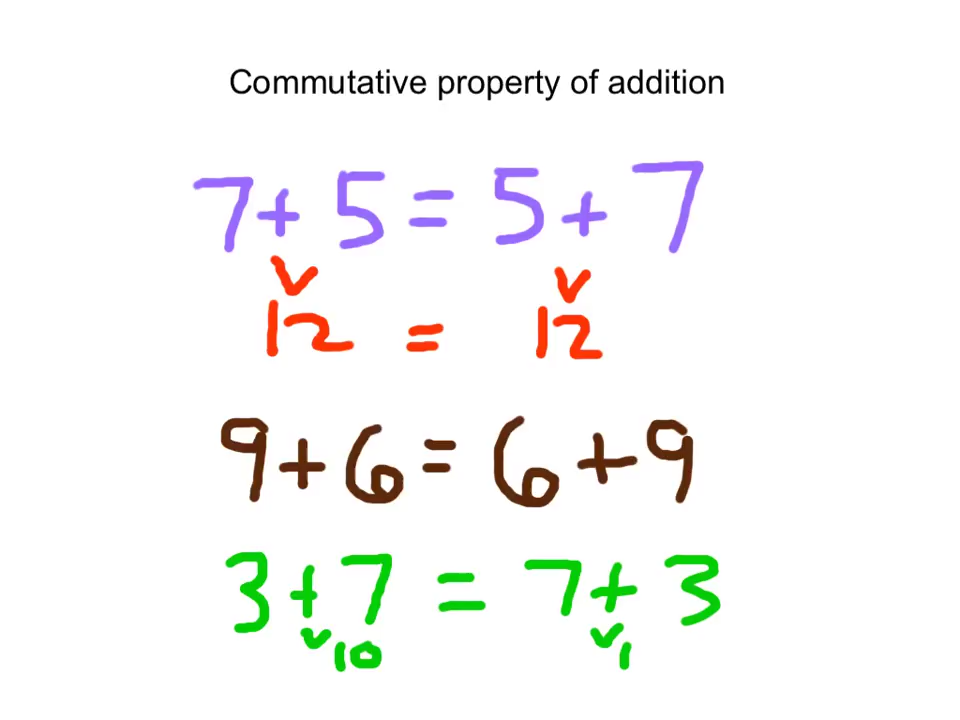 Commutative property of addition
7 + 5 = 5 + 7
12 = 12
9 + 6 = 6 + 9
3 + 7 = 7 + 3
10 1